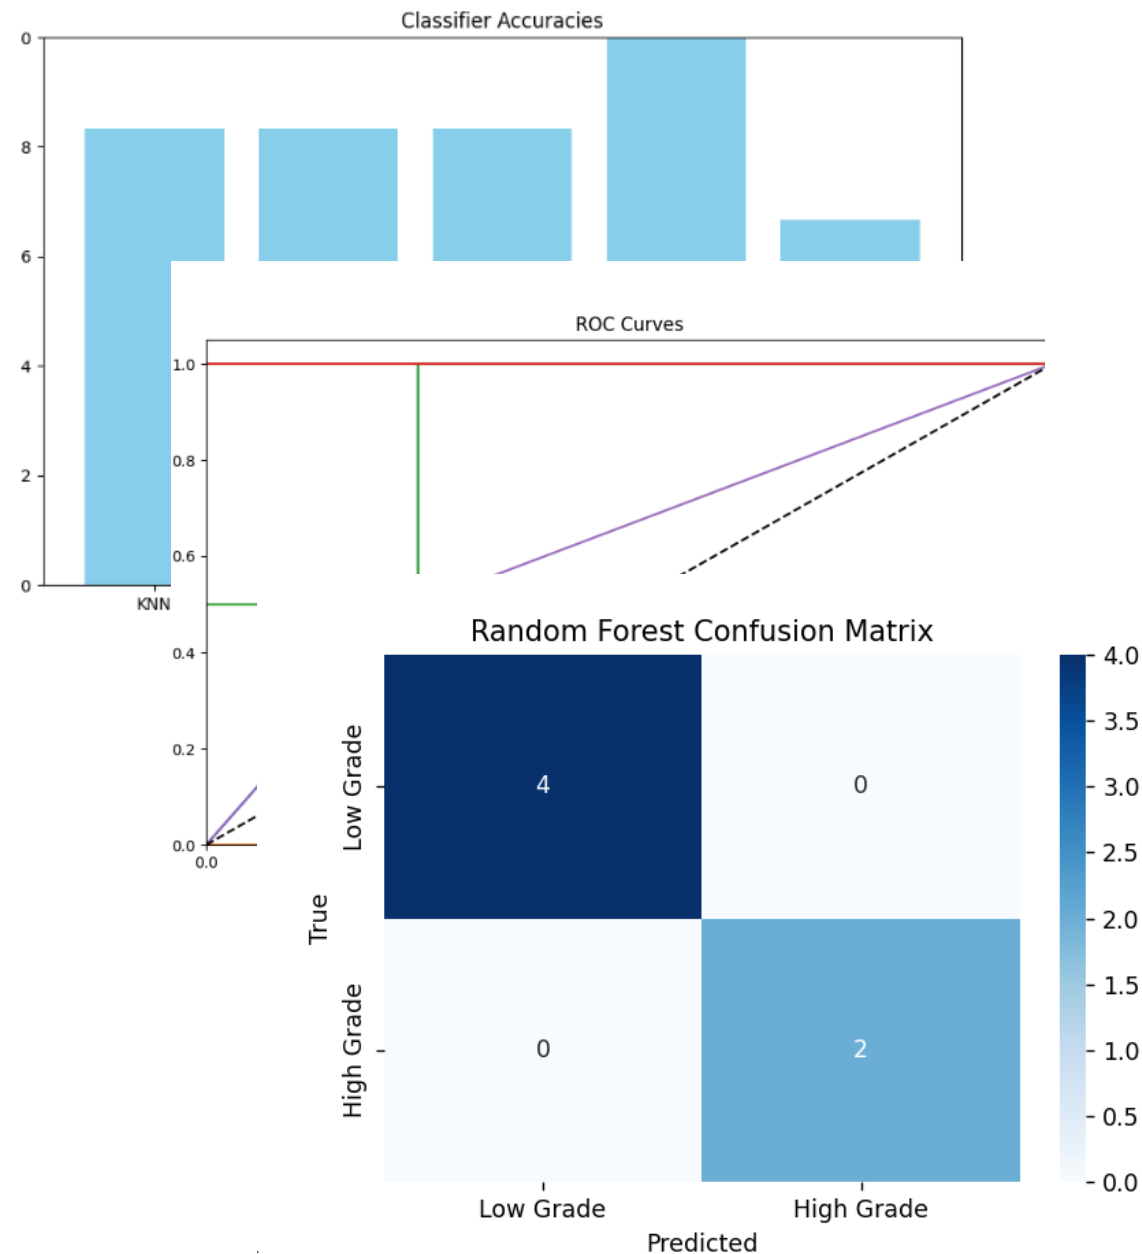 Classifier Accuracies
0
8
6
4
2
0
KNN
ROC Curves
1.0
0.8
0.6
0.4
0.2
0.0
0.0
Random Forest Confusion Matrix
True
Low Grade
High Grade
4 0
0 2
Low Grade High Grade
Predicted
4.0
3.5
3.0
2.5
2.0
1.5
1.0
0.5
0.0